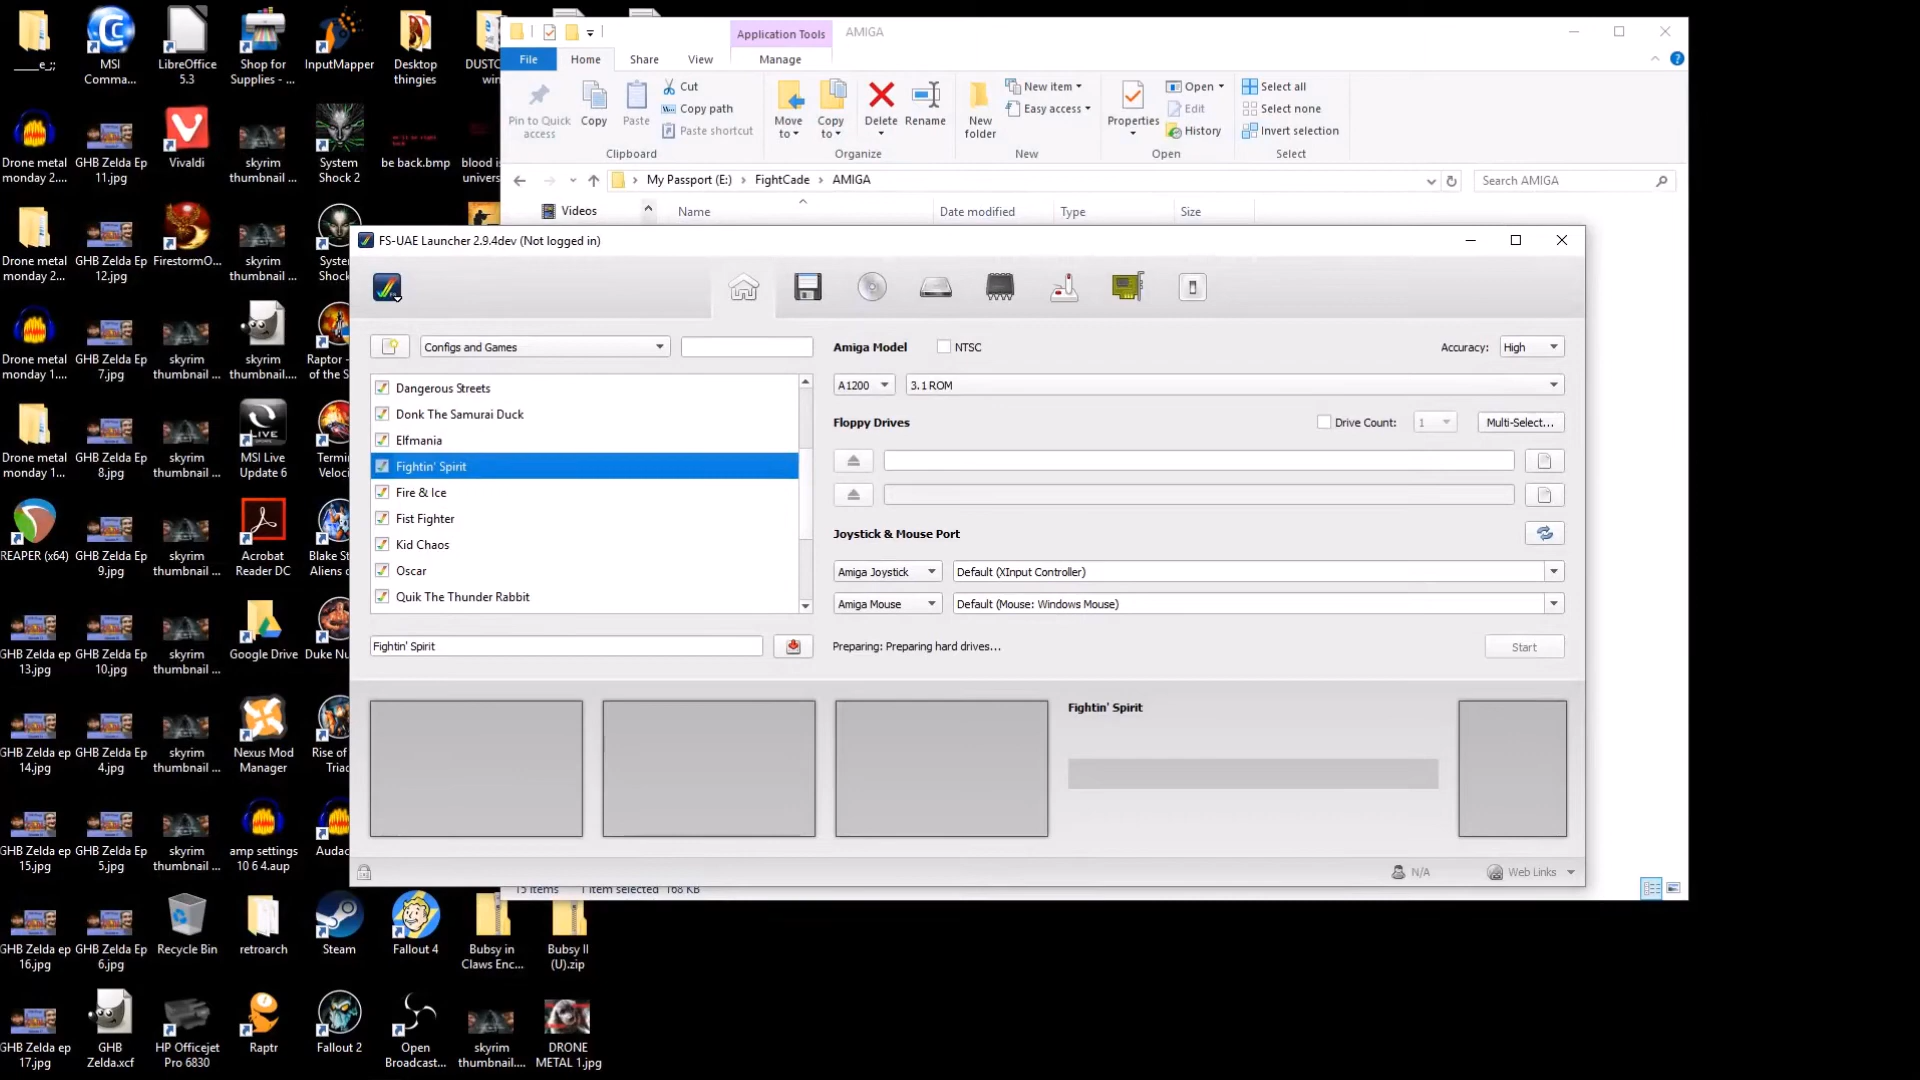 ____e_;;
MSI
Comma...
LibreOffice
5.3
Shop for
Supplies - ...
InputMapper
Desktop
thingies
Drone metal
monday 2....
GHB Zelda Ep
11.jpg
Vivaldi
skyrim
thumbnail ...
System
Shock 2
be back.bmp
Drone metal
monday 2...
GHB Zelda Ep
12.jpg
FirestormO...
skyrim
thumbnail ...
Drone metal
monday 1....
GHB Zelda Ep
7.jpg
skyrim
thumbnail ...
skyrim
thumbnail....
Drone metal
monday 1...
GHB Zelda Ep
8.jpg
skyrim
thumbnail ...
MSI Live
Update 6
REAPER (x64)
GHB Zelda Ep
9.jpg
skyrim
thumbnail ...
Acrobat
Reader DC
GHB Zelda ep
13.jpg
GHB Zelda Ep
10.jpg
skyrim
thumbnail ...
Google Drive
GHB Zelda ep
14.jpg
GHB Zelda Ep
4.jpg
skyrim
thumbnail ...
Nexus Mod
Manager
GHB Zelda ep
15.jpg
GHB Zelda Ep
5.jpg
skyrim
thumbnail ...
amp settings
10 6 4.aup
GHB Zelda ep
16.jpg
GHB Zelda Ep
6.jpg
Recycle Bin
retroarch
Steam
Fallout 4
Bubsy in
Claws Enc...
Bubsy II
(U).zip
GHB Zelda ep
17.jpg
GHB
Zelda.xcf
HP Officejet
Pro 6830
Raptr
Fallout 2
Open
Broadcast...
skyrim
thumbnail....
DRONE
METAL 1.jpg
Application Tools
AMIGA
File
Home
Share
View
Manage
Pin to Quick
access
Copy
Paste
Cut
Copy path
Paste shortcut
Clipboard
Move
to
Copy
to
Delete
Rename
Organize
New
folder
New item
Easy access
New
Properties
Open
Edit
History
Open
Select all
Select none
Invert selection
Select
My Passport (E:) › FightCade › AMIGA
Search AMIGA
Videos
Name
Date modified
Type
Size
FS-UAE Launcher 2.9.4dev (Not logged in)
Configs and Games
Dangerous Streets
Donk The Samurai Duck
Elfmania
Fightin' Spirit
Fire & Ice
Fist Fighter
Kid Chaos
Oscar
Quik The Thunder Rabbit
Fightin' Spirit
Amiga Model
NTSC
Accuracy:
High
A1200
3.1 ROM
Floppy Drives
Drive Count:
1
Multi-Select...
Joystick & Mouse Port
Amiga Joystick
Default (XInput Controller)
Amiga Mouse
Default (Mouse: Windows Mouse)
Preparing: Preparing hard drives...
Start
Fightin' Spirit
N/A
Web Links
15 items
1 item selected 168 KB